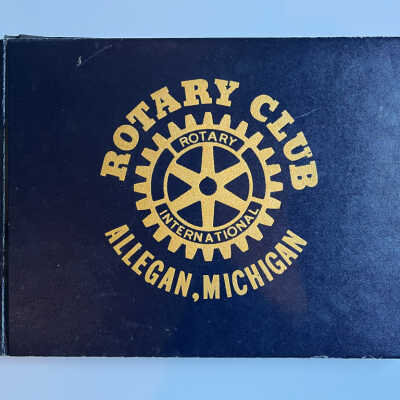 ROTARY CLUB
ROTARY
INTERNATIONAL
ALLEGAN, MICHIGAN